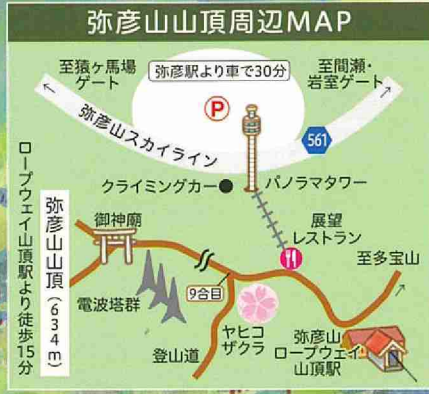 弥彦山山頂周辺MAP
至猿ヶ馬場
ゲート
弥彦駅より車で30分
至間瀬・
岩室ゲート
P
弥彦山スカイライン
561
クライミングカー
パノラマタワー
展望
レストラン
御神廟
至多宝山
9合目
電波塔群
ヤヒコ
ザクラ
登山道
弥彦山
ロープウェイ
山頂駅
弥彦山山頂(634m)
ロープウェイ山頂駅より徒歩15分